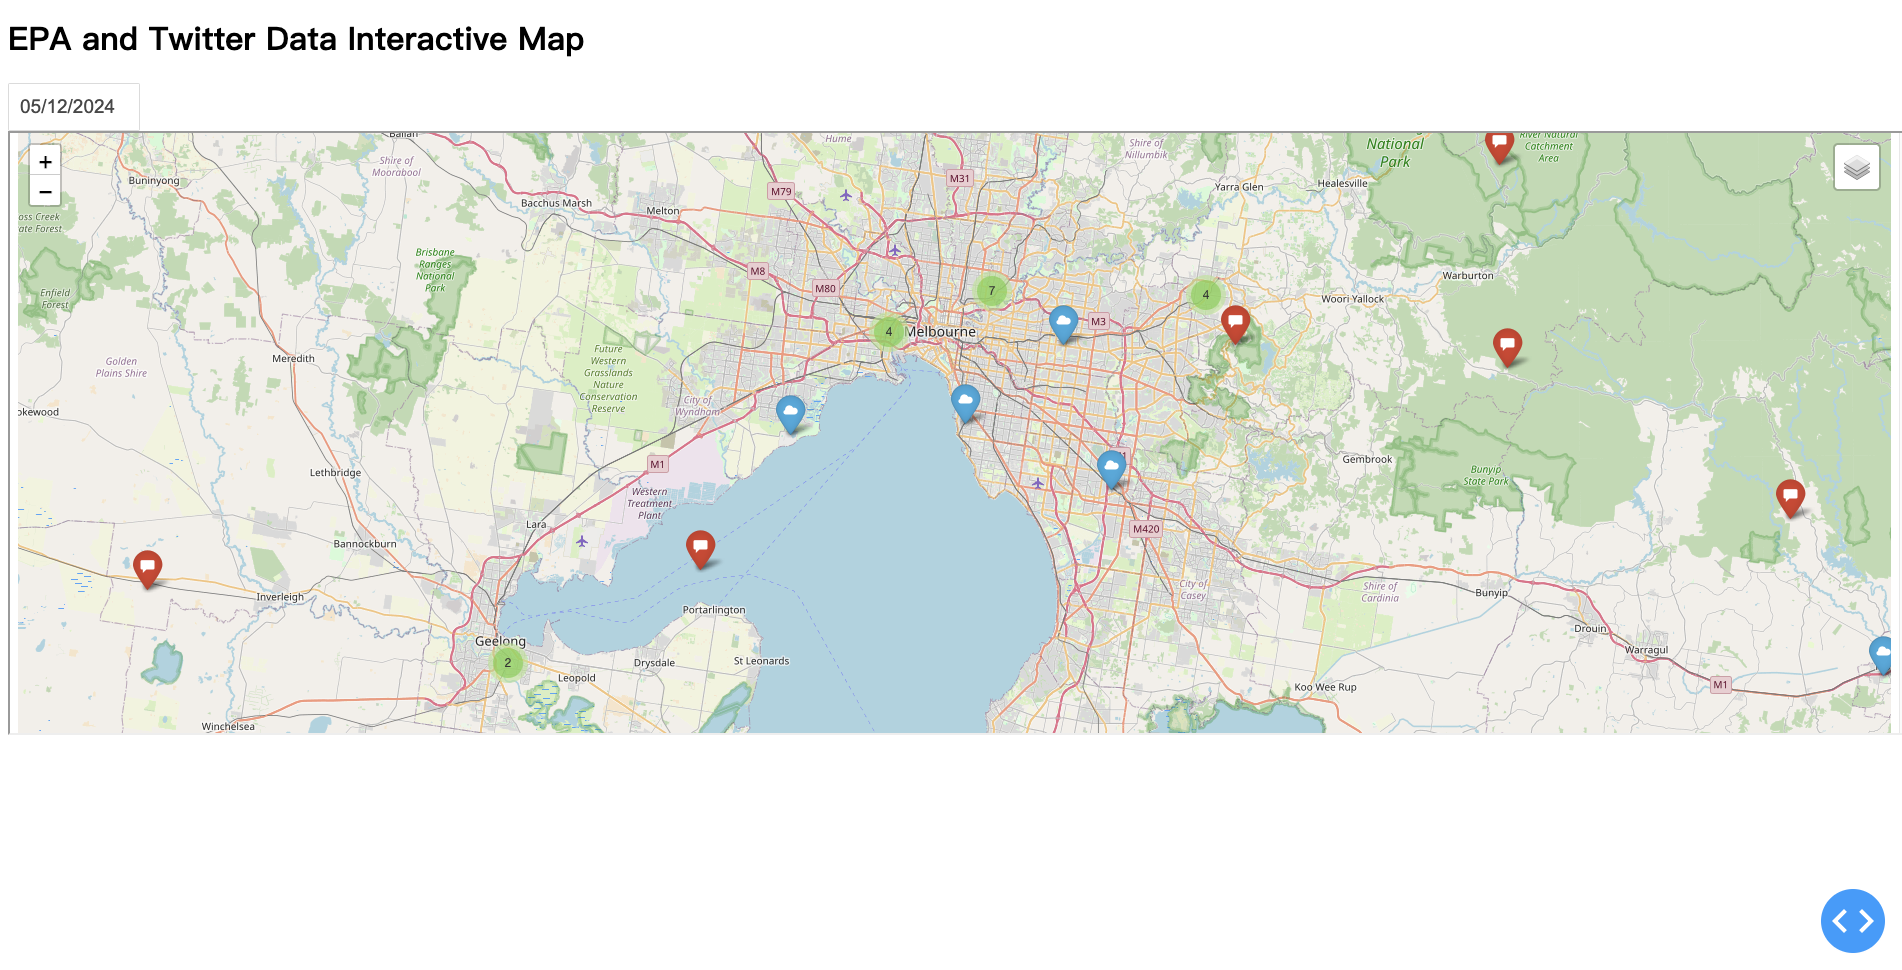 EPA and Twitter Data Interactive Map
05/12/2024
+
−
Ballan
Hume
National
Park
River Natural
Catchment
Area
Shire of
Moorabool
Shire of
Nillumbik
Buninyong
M79
M31
Yarra Glen
Healesville
Bacchus Marsh
Melton
oss Creek
ate Forest
Brisbane
Ranges
National
Park
M8
M80
Warburton
Enfield
Forest
7
4
Woori Yallock
4
Melbourne
M3
Golden
Plains Shire
Meredith
Future
Western
Grasslands
Nature
Conservation
Reserve
City of
Wyndham
okewood
Lethbridge
M1
Gembrook
Bunyip
State Park
Western
Treatment
Plant
Lara
M420
Bannockburn
Inverleigh
Portarlington
City of
Casey
Shire of
Cardinia
Bunyip
Drouin
Geelong
2
Drysdale
St Leonards
Warragul
Leopold
Koo Wee Rup
M1
Winchelsea